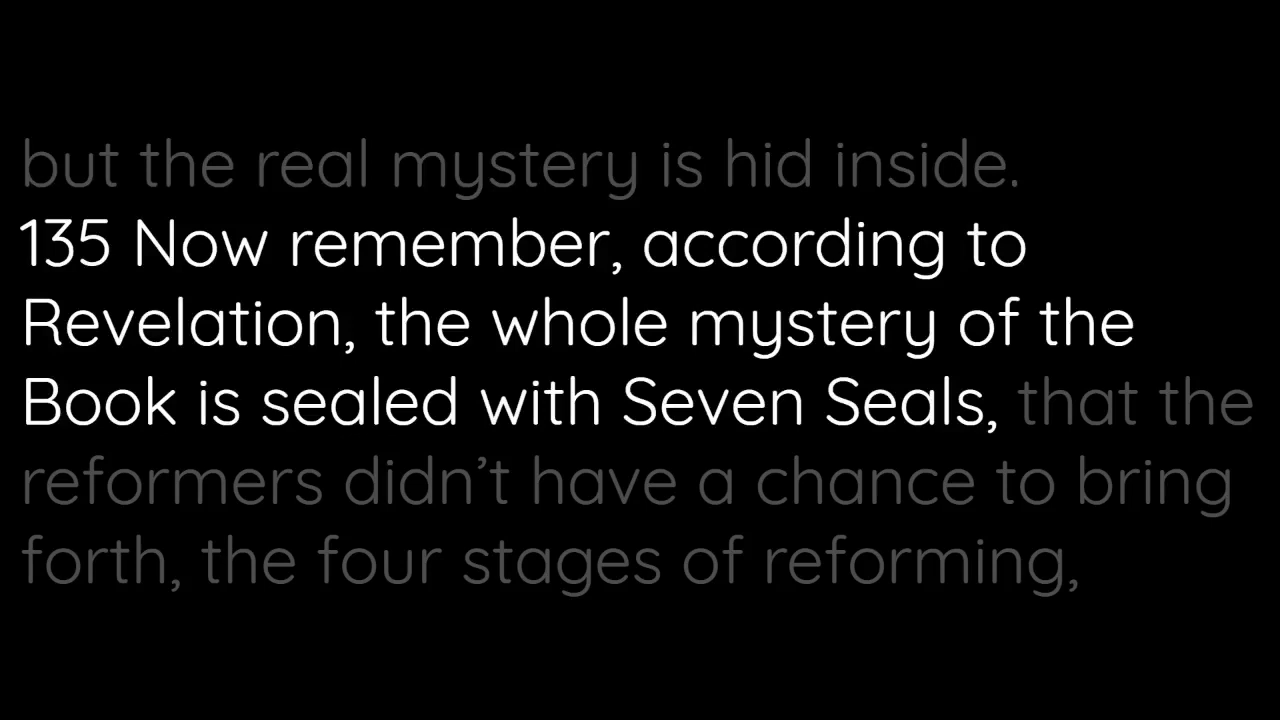 but the real mystery is hid inside.
135 Now remember, according to
Revelation, the whole mystery of the
Book is sealed with Seven Seals, that the
reformers didn’t have a chance to bring
forth, the four stages of reforming,